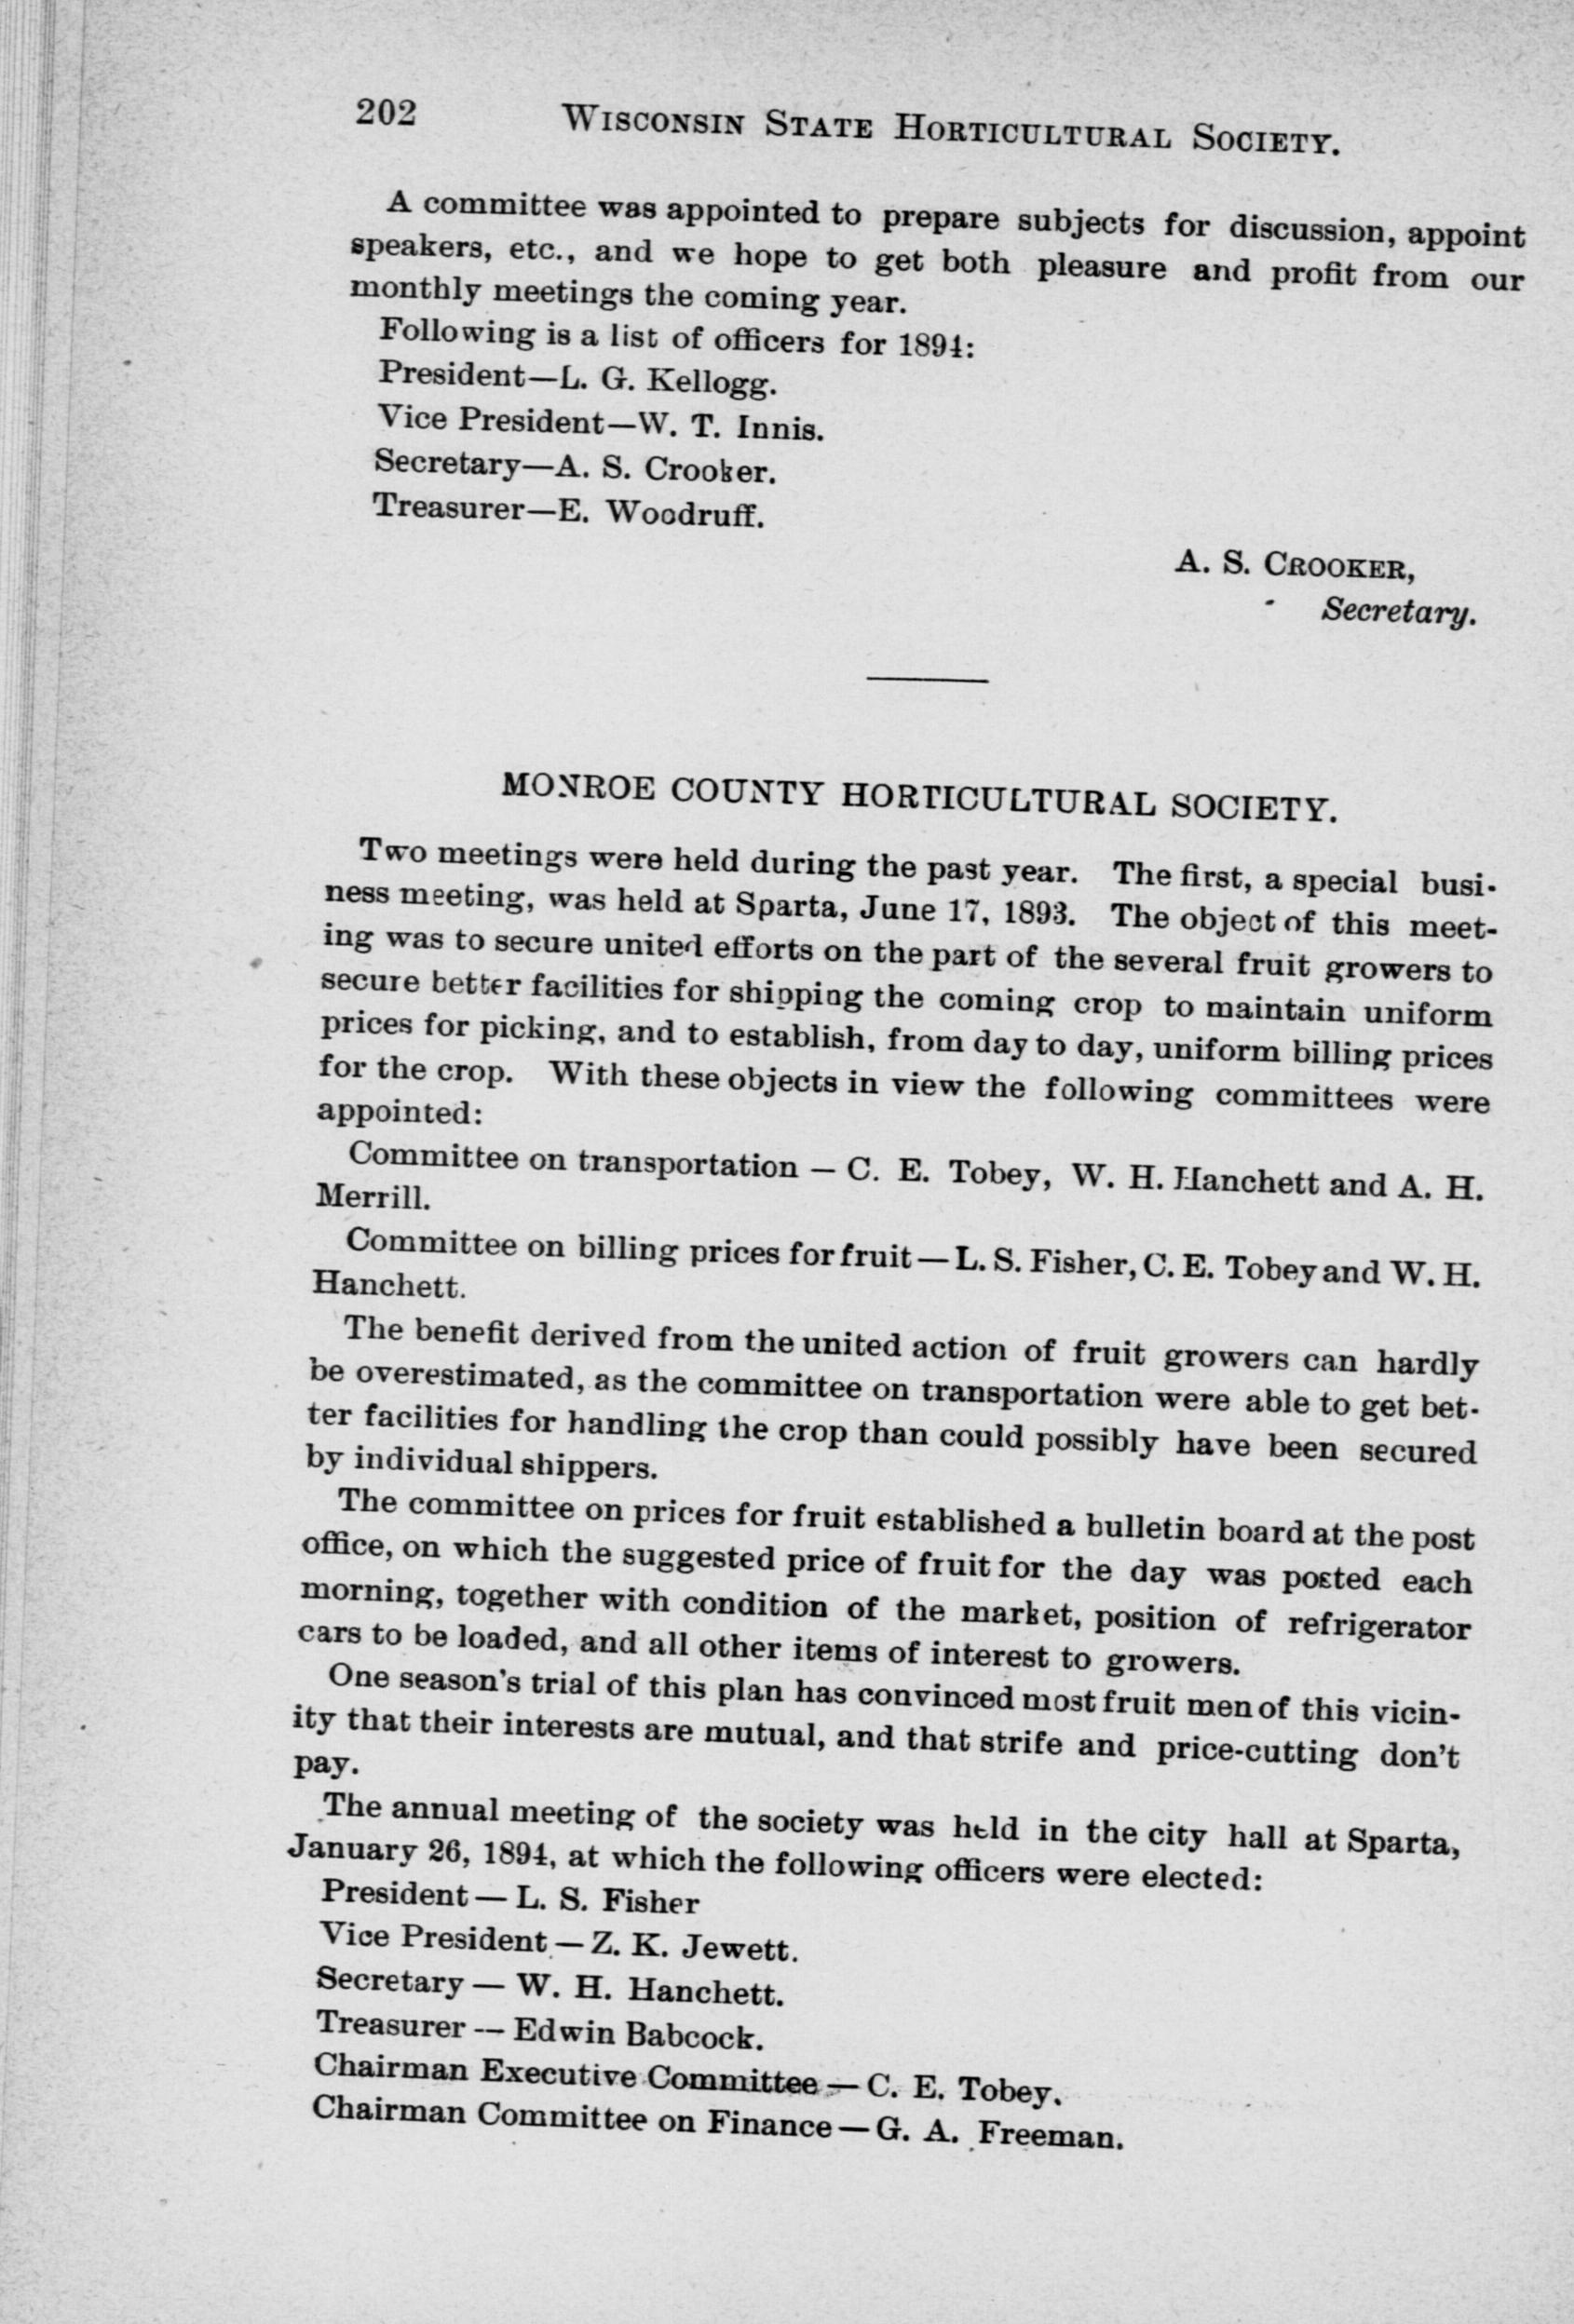 202 WISCONSIN STATE HORTICULTURAL SOCIETY.
A committee was appointed to prepare subjects for discussion, appoint
speakers, etc., and we hope to get both pleasure and profit from our
monthly meetings the coming year.
Following is a list of officers for 1894:
President—L. G. Kellogg.
Vice President—W. T. Innis.
Secretary—A. S. Crooker.
Treasurer—E. Woodruff.
A. S. CROOKER,
Secretary.
MONROE COUNTY HORTICULTURAL SOCIETY.
Two meetings were held during the past year. The first, a special busi-
ness meeting, was held at Sparta, June 17, 1893. The object of this meet-
ing was to secure united efforts on the part of the several fruit growers to
secure better facilities for shipping the coming crop to maintain uniform
prices for picking, and to establish, from day to day, uniform billing prices
for the crop. With these objects in view the following committees were
appointed:
Committee on transportation — C. E. Tobey, W. H. Hanchett and A. H.
Merrill.
Committee on billing prices for fruit — L. S. Fisher, C. E. Tobey and W. H.
Hanchett.
The benefit derived from the united action of fruit growers can hardly
be overestimated, as the committee on transportation were able to get bet-
ter facilities for handling the crop than could possibly have been secured
by individual shippers.
The committee on prices for fruit established a bulletin board at the post
office, on which the suggested price of fruit for the day was posted each
morning, together with condition of the market, position of refrigerator
cars to be loaded, and all other items of interest to growers.
One season's trial of this plan has convinced most fruit men of this vicin-
ity that their interests are mutual, and that strife and price-cutting don't
pay.
The annual meeting of the society was held in the city hall at Sparta,
January 26, 1894, at which the following officers were elected:
President — L. S. Fisher
Vice President — Z. K. Jewett.
Secretary — W. H. Hanchett.
Treasurer — Edwin Babcock.
Chairman Executive Committee — C. E. Tobey.
Chairman Committee on Finance — G. A. Freeman.